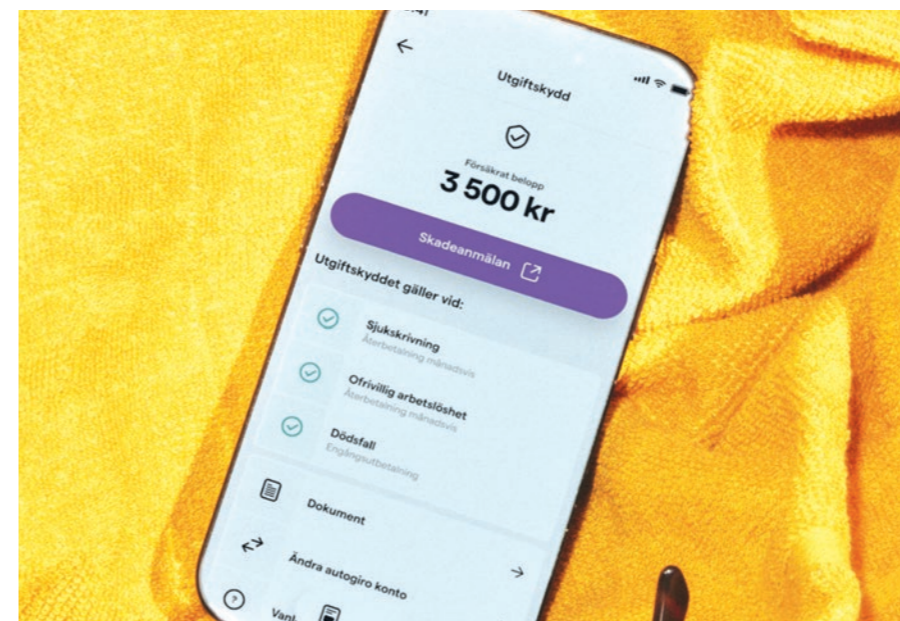 Utgiftskydd
Försäkrat belopp
3 500 kr
Skadeanmälan
Utgiftskyddet gäller vid:
Sjukskrivning
Återbetalning månadsvis
Ofrivillig arbetslöshet
Återbetalning månadsvis
Dödsfall
Engångsutbetalning
Dokument
Ändra autogiro konto